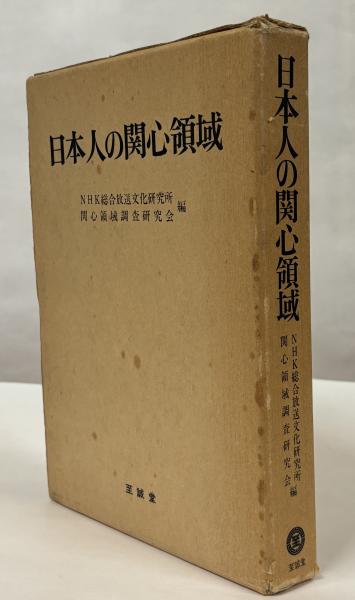 日本人の関心領域
NHK総合放送文化研究所
関心領域調査研究会
編
至誠堂
日本人の関心領域
NHK総合放送文化研究所
関心領域調査研究会
編
至
至誠堂